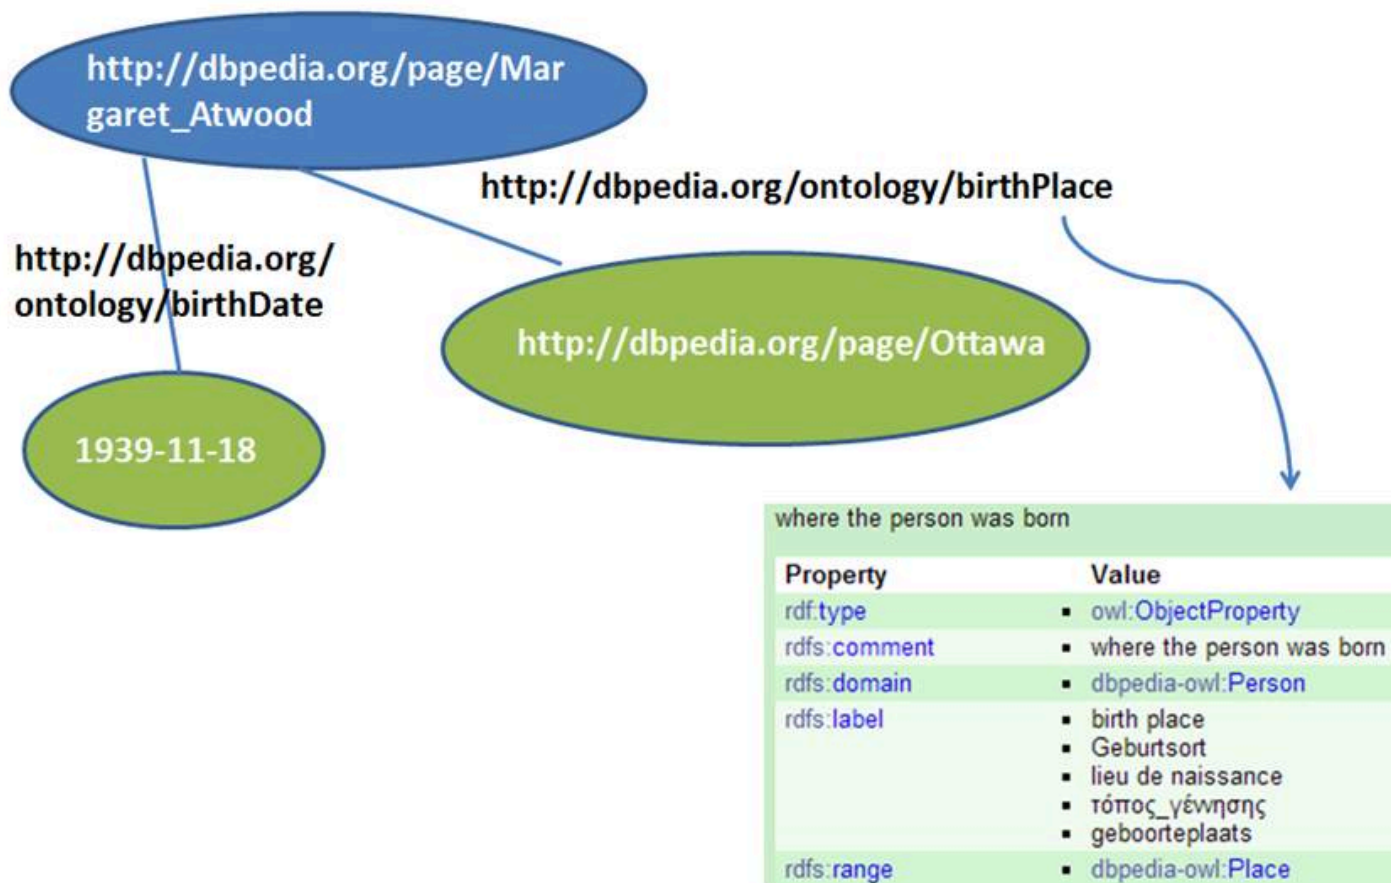 http://dbpedia.org/page/Mar
garet_Atwood
http://dbpedia.org/ontology/birthPlace
http://dbpedia.org/
ontology/birthDate
http://dbpedia.org/page/Ottawa
1939-11-18
where the person was born
Property Value
rdf:type ▪ owl:ObjectProperty
rdfs:comment ▪ where the person was born
rdfs:domain ▪ dbpedia-owl:Person
rdfs:label ▪ birth place
▪ Geburtsort
▪ lieu de naissance
▪ τόπος_γέννησης
▪ geboorteplaats
rdfs:range ▪ dbpedia-owl:Place